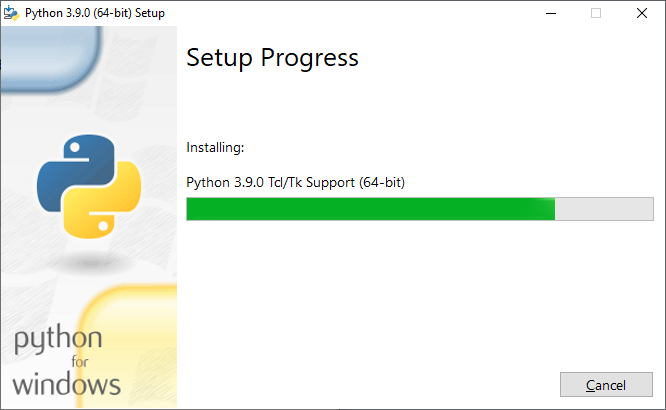 Python 3.9.0 (64-bit) Setup
Setup Progress
Installing:
Python 3.9.0 Tcl/Tk Support (64-bit)
python
for
windows
Cancel